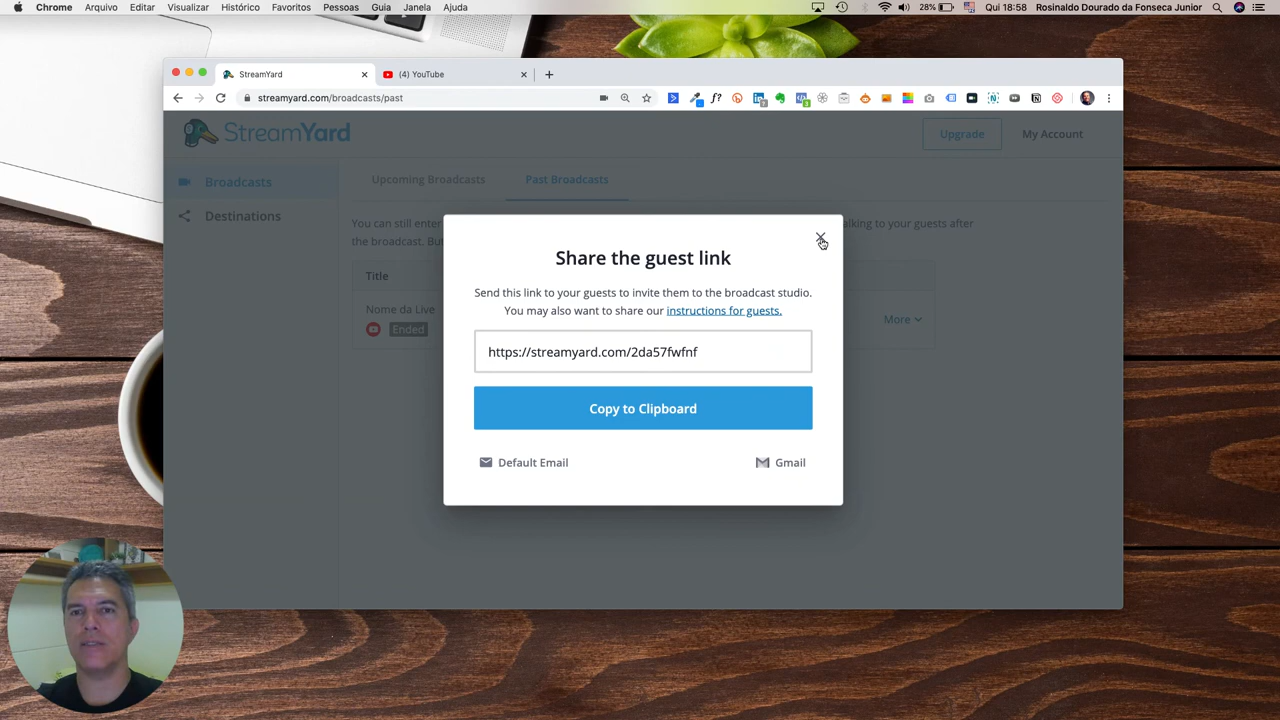 Chrome Arquivo Editar Visualizar Histórico Favoritos Pessoas Guia Janela Ajuda 28% Qui 18:58 Rosinaldo Dourado da Fonseca Junior
StreamYard (4) YouTube
streamyard.com/broadcasts/past
StreamYard Upgrade My Account
Broadcasts Upcoming Broadcasts Past Broadcasts
Destinations
You can still enter alking to your guests after
the broadcast. But
Title
Nome da Live
Ended
More
Share the guest link
Send this link to your guests to invite them to the broadcast studio.
You may also want to share our instructions for guests.
https://streamyard.com/2da57fwfnf
Copy to Clipboard
Default Email Gmail